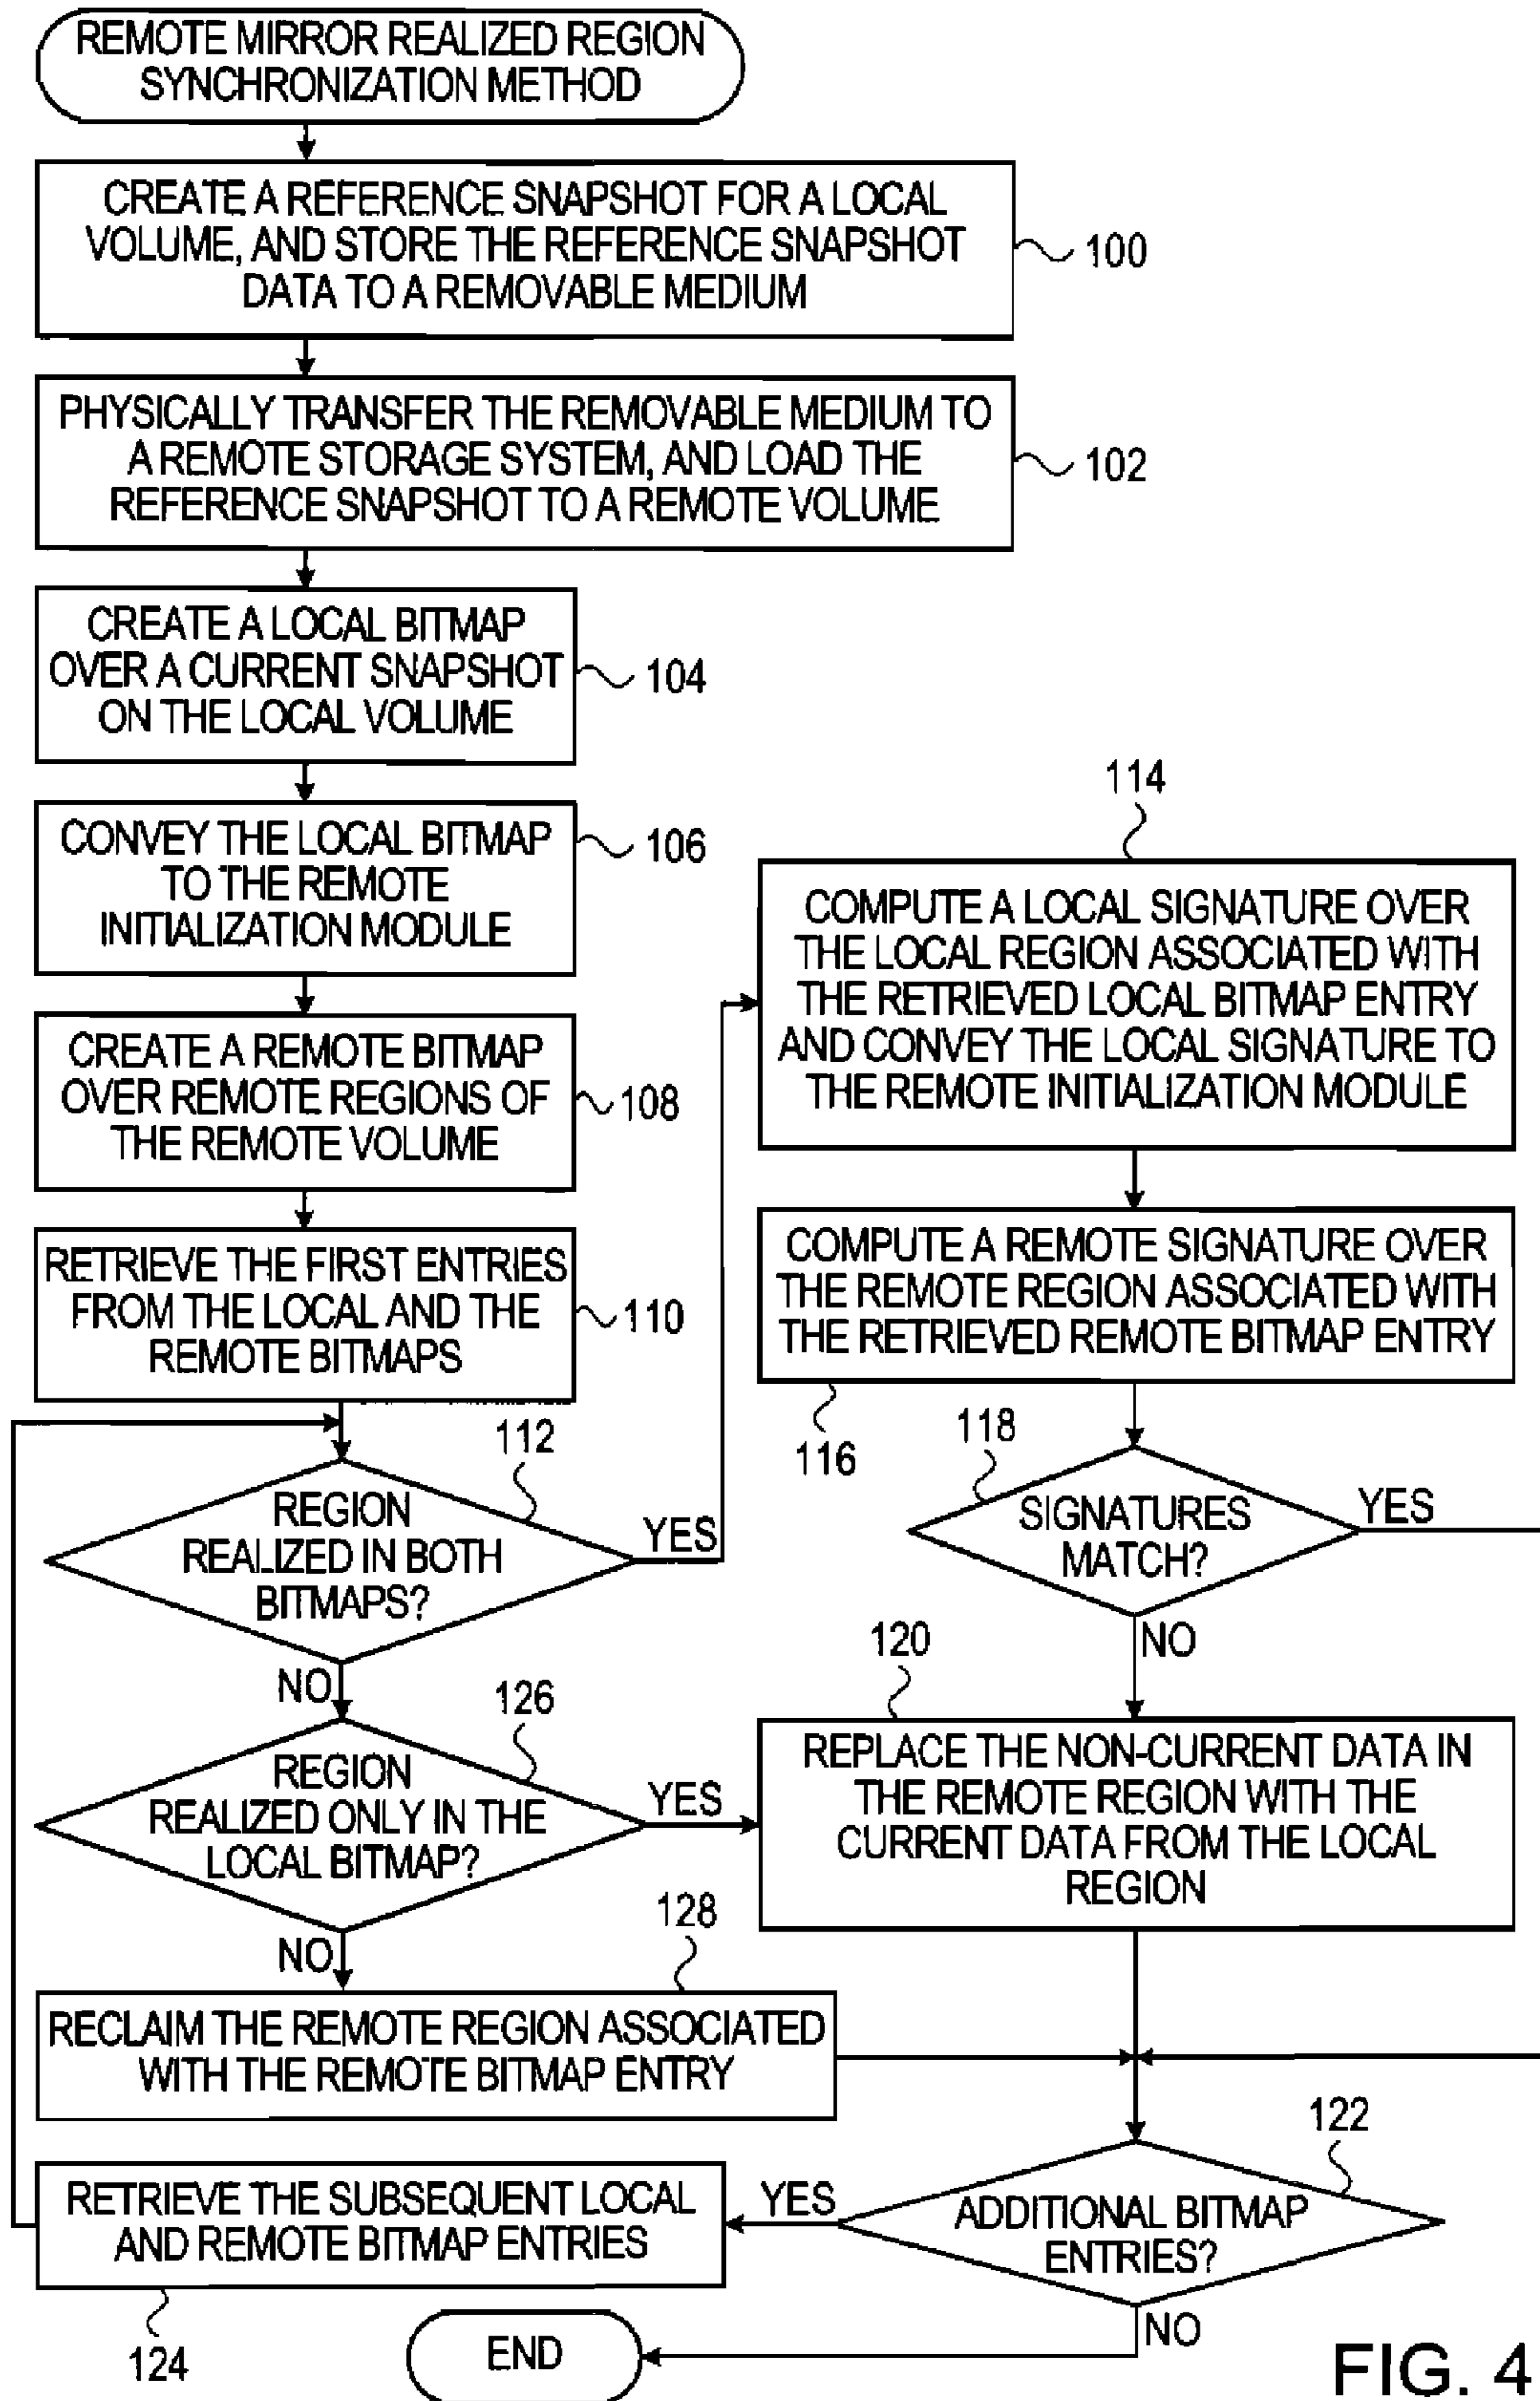 REMOTE MIRROR REALIZED REGION
SYNCHRONIZATION METHOD
CREATE A REFERENCE SNAPSHOT FOR A LOCAL
VOLUME, AND STORE THE REFERENCE SNAPSHOT
DATA TO A REMOVABLE MEDIUM
100
PHYSICALLY TRANSFER THE REMOVABLE MEDIUM TO
A REMOTE STORAGE SYSTEM, AND LOAD THE
REFERENCE SNAPSHOT TO A REMOTE VOLUME
102
CREATE A LOCAL BITMAP
OVER A CURRENT SNAPSHOT
ON THE LOCAL VOLUME
104
CONVEY THE LOCAL BITMAP
TO THE REMOTE
INITIALIZATION MODULE
106
CREATE A REMOTE BITMAP
OVER REMOTE REGIONS OF
THE REMOTE VOLUME
108
RETRIEVE THE FIRST ENTRIES
FROM THE LOCAL AND THE
REMOTE BITMAPS
110
112
REGION
REALIZED IN BOTH
BITMAPS?
YES
NO
114
COMPUTE A LOCAL SIGNATURE OVER
THE LOCAL REGION ASSOCIATED WITH
THE RETRIEVED LOCAL BITMAP ENTRY
AND CONVEY THE LOCAL SIGNATURE TO
THE REMOTE INITIALIZATION MODULE
COMPUTE A REMOTE SIGNATURE OVER
THE REMOTE REGION ASSOCIATED WITH
THE RETRIEVED REMOTE BITMAP ENTRY
116
118
SIGNATURES
MATCH?
YES
NO
120
REPLACE THE NON-CURRENT DATA IN
THE REMOTE REGION WITH THE
CURRENT DATA FROM THE LOCAL
REGION
126
REGION
REALIZED ONLY IN THE
LOCAL BITMAP?
YES
NO
128
RECLAIM THE REMOTE REGION ASSOCIATED
WITH THE REMOTE BITMAP ENTRY
122
ADDITIONAL BITMAP
ENTRIES?
YES
NO
RETRIEVE THE SUBSEQUENT LOCAL
AND REMOTE BITMAP ENTRIES
124
END
FIG. 4